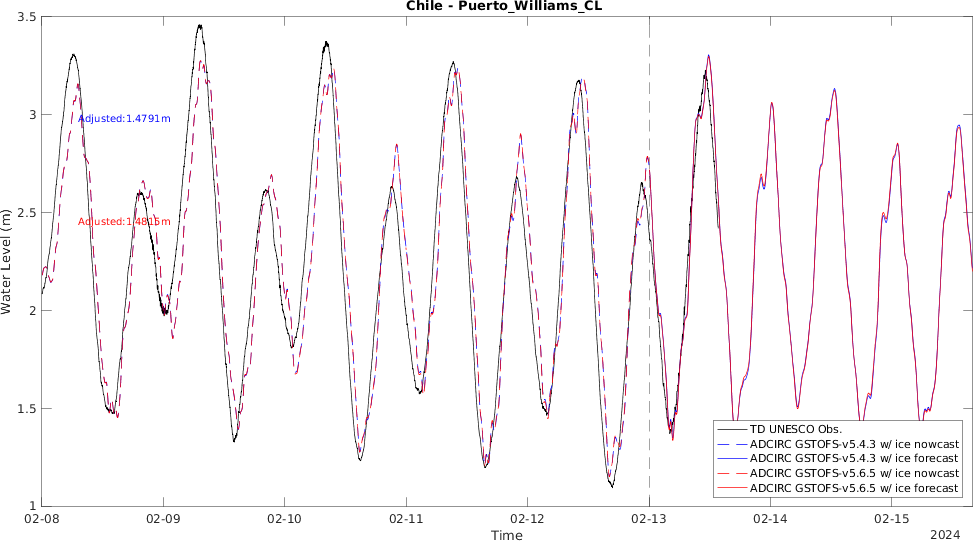 Chile - Puerto_Williams_CL
3.5
3
2.5
2
1.5
1
Water Level (m)
Adjusted:1.4791m
Adjusted:1.4815m
TD UNESCO Obs.
ADCIRC GSTOFS-v5.4.3 w/ ice nowcast
ADCIRC GSTOFS-v5.4.3 w/ ice forecast
ADCIRC GSTOFS-v5.6.5 w/ ice nowcast
ADCIRC GSTOFS-v5.6.5 w/ ice forecast
02-08 02-09 02-10 02-11 02-12 02-13 02-14 02-15
Time
2024